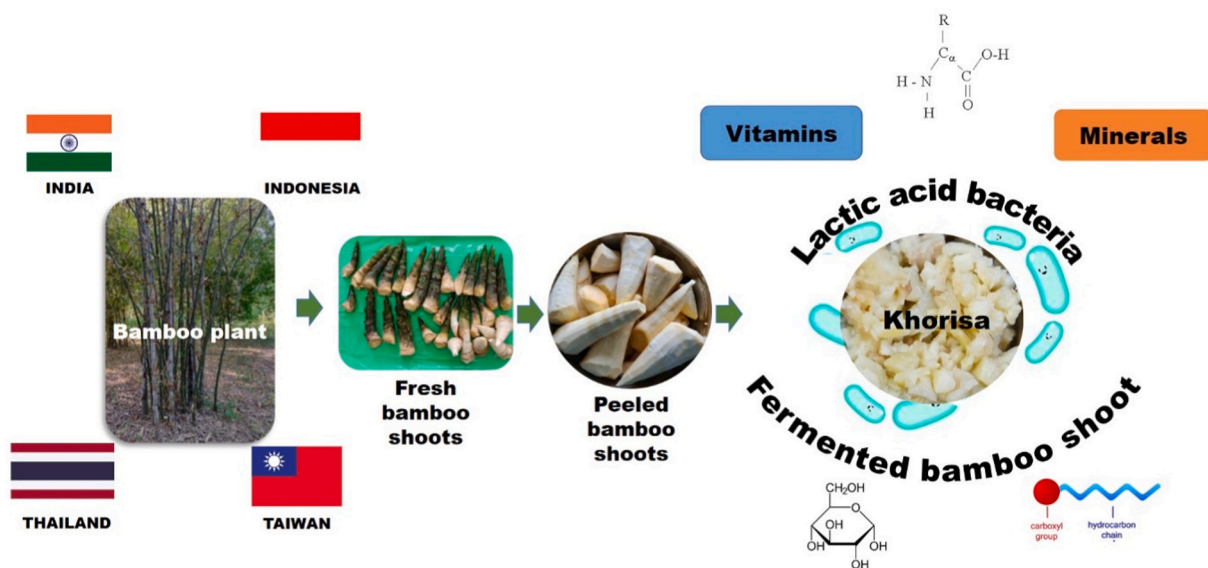 INDIA
INDONESIA
Bamboo plant
THAILAND
TAIWAN
Fresh
bamboo
shoots
Peeled
bamboo
shoots
Vitamins
R
Cα
O-H
H - N
C
H
O
Minerals
Lactic acid bacteria
Khorisa
Fermented bamboo shoot
CH₂OH
O
OH
OH
OH
OH
carboxyl
group
hydrocarbon
chain